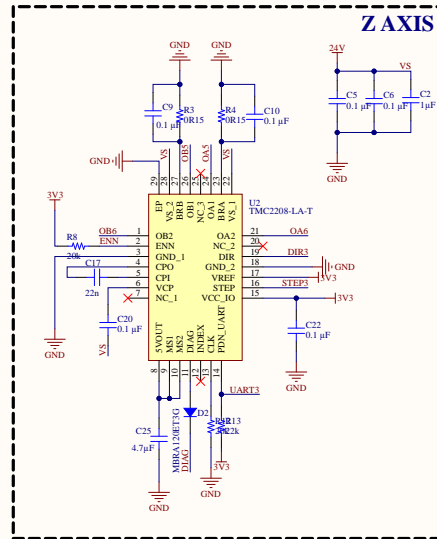 Z AXIS
GND
GND
24V
VS
C9
0.1 µF
R3
0R15
R4
0R15
C10
0.1 µF
C5
0.1 µF
C6
0.1 µF
C2
1µF
GND
GND
VS
OB5
OA5
VS
29
28
27
26
25
24
23
22
EP
VS_2
BRB
OB1
NC_3
OA1
BRA
VS_1
U2
TMC2208-LA-T
3V3
R8
20k
OB6
ENN
1
2
3
4
5
6
7
OB2
ENN
GND_1
CPO
CPI
VCP
NC_1
OA2
NC_2
DIR
GND_2
VREF
STEP
VCC_IO
21
20
19
18
17
16
15
OA6
DIR3
GND
3V3
STEP3
3V3
C17
22n
C20
0.1 µF
VS
GND
C22
0.1 µF
GND
5VOUT
MS1
MS2
DIAG
INDEX
CLK
PDN_UART
8
9
10
11
12
13
14
UART3
C25
4.7µF
GND
MBRA120ET3G
D2
DIAG
R13
22k
3V3
GND